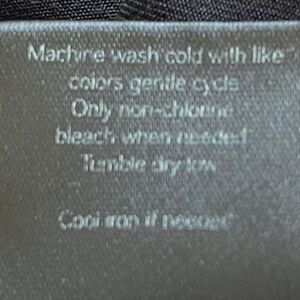 Machine wash cold with like
colors gentle cycle
Only non-chlorine
bleach when needed
Tumble dry low
Cool iron if needed